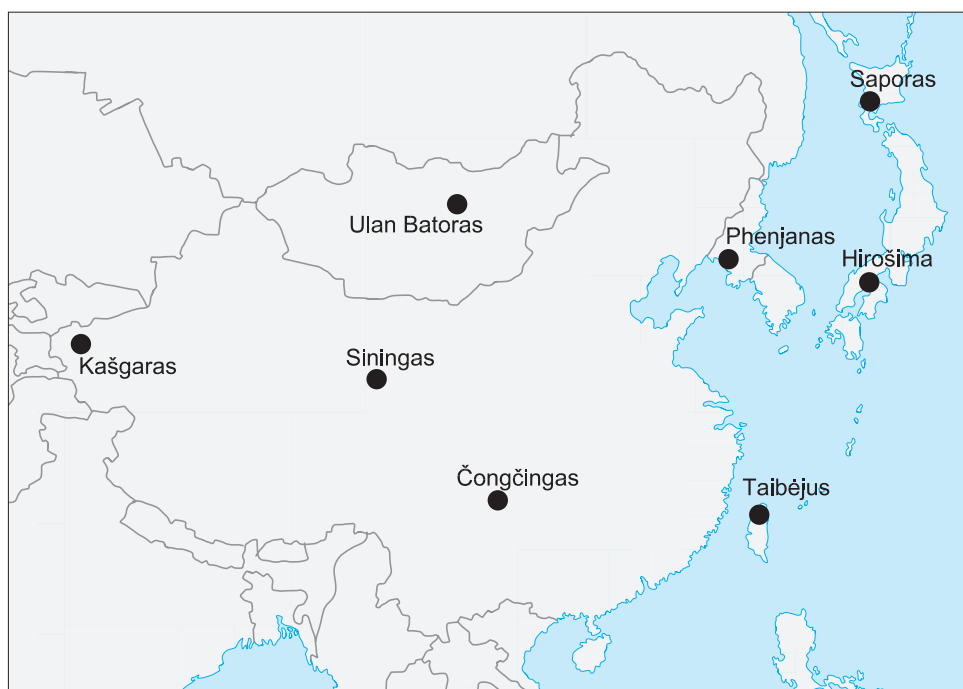 Saporas
Ulan Batoras
Phenjanas
Hirošima
Kašgaras
Siningas
Čongčingas
Taibėjus